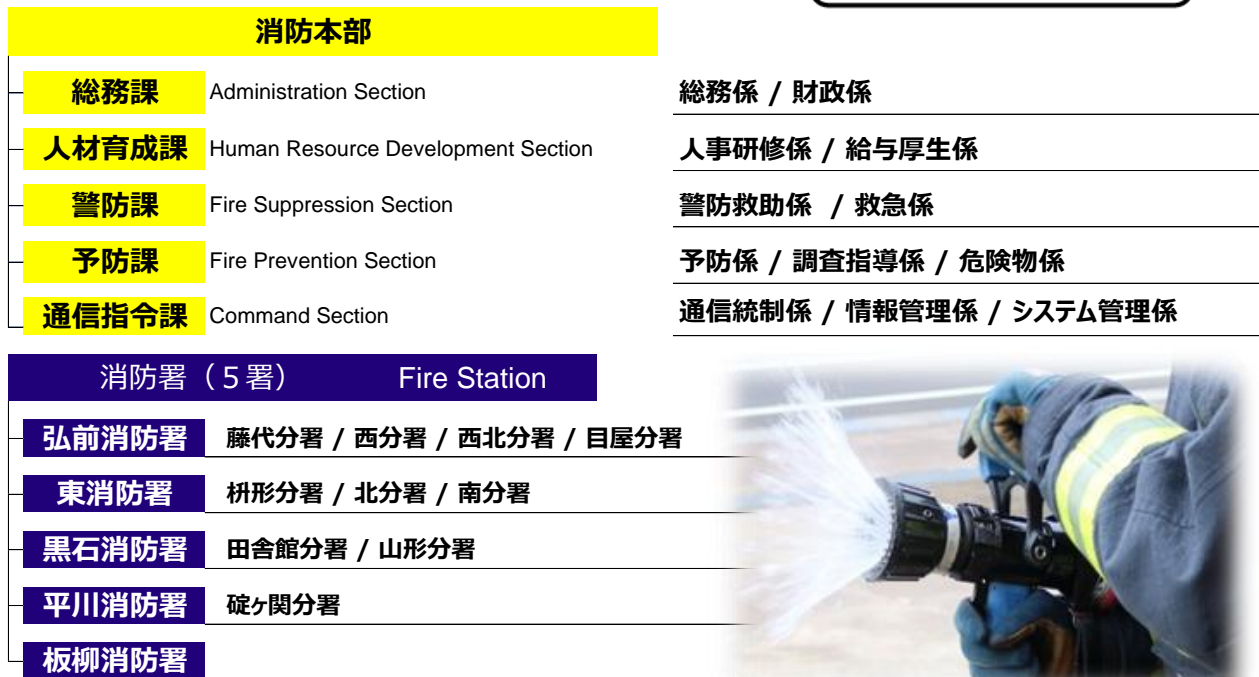 消防本部
総務課 Administration Section 総務係 / 財政係
人材育成課 Human Resource Development Section 人事研修係 / 給与厚生係
警防課 Fire Suppression Section 警防救助係 / 救急係
予防課 Fire Prevention Section 予防係 / 調査指導係 / 危険物係
通信指令課 Command Section 通信統制係 / 情報管理係 / システム管理係
消防署（５署） Fire Station
弘前消防署 藤代分署 / 西分署 / 西北分署 / 目屋分署
東消防署 枡形分署 / 北分署 / 南分署
黒石消防署 田舎館分署 / 山形分署
平川消防署 碇ヶ関分署
板柳消防署